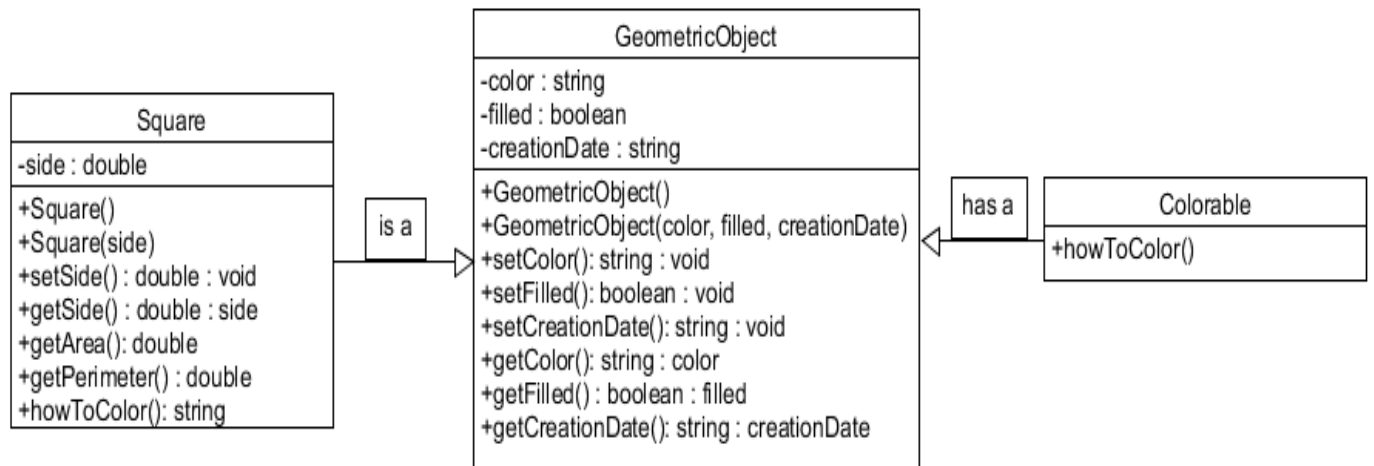 Square
-side : double
+Square()
+Square(side)
+setSide() : double : void
+getSide() : double : side
+getArea(): double
+getPerimeter() : double
+howToColor(): string
is a
GeometricObject
-color : string
-filled : boolean
-creationDate : string
+GeometricObject()
+GeometricObject(color, filled, creationDate)
+setColor(): string : void
+setFilled(): boolean : void
+setCreationDate(): string : void
+getColor(): string : color
+getFilled() : boolean : filled
+getCreationDate(): string : creationDate
has a
Colorable
+howToColor()